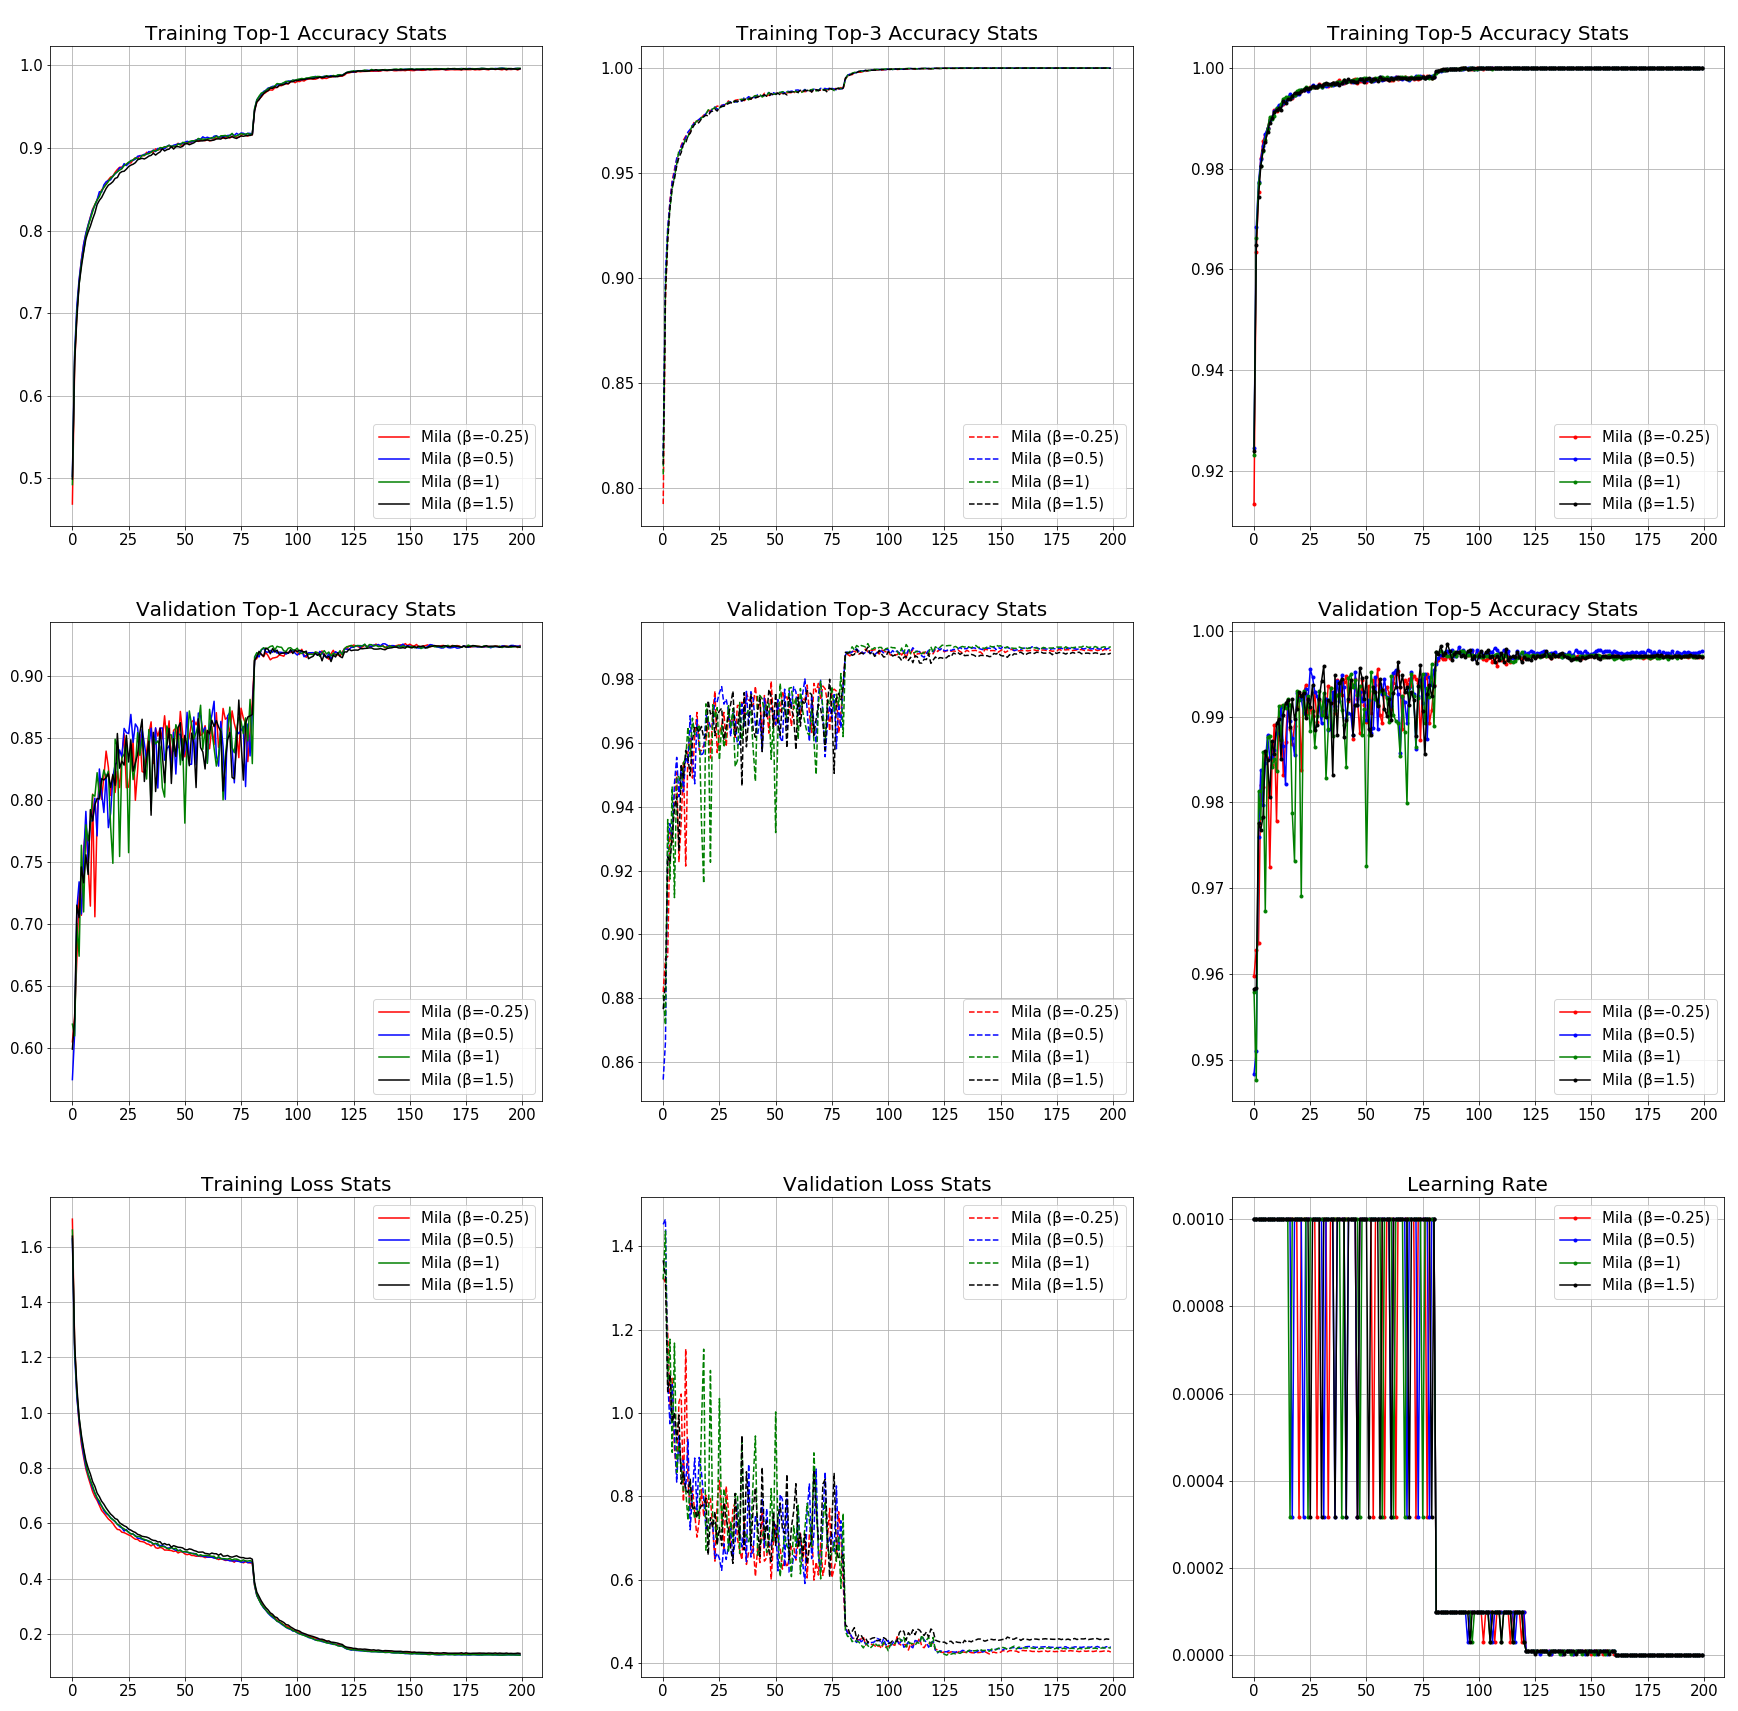 Training Top-1 Accuracy Stats
1.0
0.9
0.8
0.7
0.6
0.5
Mila (β=-0.25)
Mila (β=0.5)
Mila (β=1)
Mila (β=1.5)
0 25 50 75 100 125 150 175 200
Training Top-3 Accuracy Stats
1.00
0.95
0.90
0.85
0.80
Mila (β=-0.25)
Mila (β=0.5)
Mila (β=1)
Mila (β=1.5)
0 25 50 75 100 125 150 175 200
Training Top-5 Accuracy Stats
1.00
0.98
0.96
0.94
0.92
Mila (β=-0.25)
Mila (β=0.5)
Mila (β=1)
Mila (β=1.5)
0 25 50 75 100 125 150 175 200
Validation Top-1 Accuracy Stats
0.90
0.85
0.80
0.75
0.70
0.65
0.60
Mila (β=-0.25)
Mila (β=0.5)
Mila (β=1)
Mila (β=1.5)
0 25 50 75 100 125 150 175 200
Validation Top-3 Accuracy Stats
0.98
0.96
0.94
0.92
0.90
0.88
0.86
Mila (β=-0.25)
Mila (β=0.5)
Mila (β=1)
Mila (β=1.5)
0 25 50 75 100 125 150 175 200
Validation Top-5 Accuracy Stats
1.00
0.99
0.98
0.97
0.96
0.95
Mila (β=-0.25)
Mila (β=0.5)
Mila (β=1)
Mila (β=1.5)
0 25 50 75 100 125 150 175 200
Training Loss Stats
1.6
1.4
1.2
1.0
0.8
0.6
0.4
0.2
Mila (β=-0.25)
Mila (β=0.5)
Mila (β=1)
Mila (β=1.5)
0 25 50 75 100 125 150 175 200
Validation Loss Stats
1.4
1.2
1.0
0.8
0.6
0.4
Mila (β=-0.25)
Mila (β=0.5)
Mila (β=1)
Mila (β=1.5)
0 25 50 75 100 125 150 175 200
Learning Rate
0.0010
0.0008
0.0006
0.0004
0.0002
0.0000
Mila (β=-0.25)
Mila (β=0.5)
Mila (β=1)
Mila (β=1.5)
0 25 50 75 100 125 150 175 200